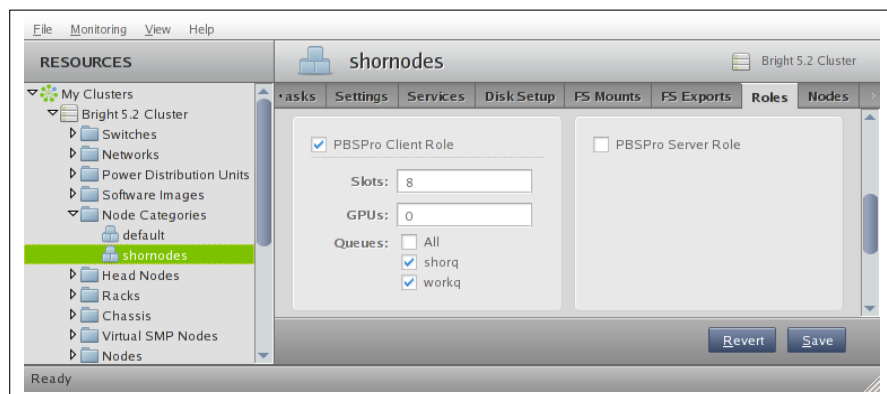 File Monitoring View Help
RESOURCES
shornodes
Bright 5.2 Cluster
My Clusters
Bright 5.2 Cluster
Switches
Networks
Power Distribution Units
Software Images
Node Categories
default
shornodes
Head Nodes
Racks
Chassis
Virtual SMP Nodes
Nodes
asks Settings Services Disk Setup FS Mounts FS Exports Roles Nodes
PBSPro Client Role
Slots: 8
GPUs: 0
Queues: All
shorq
workq
PBSPro Server Role
Revert Save
Ready